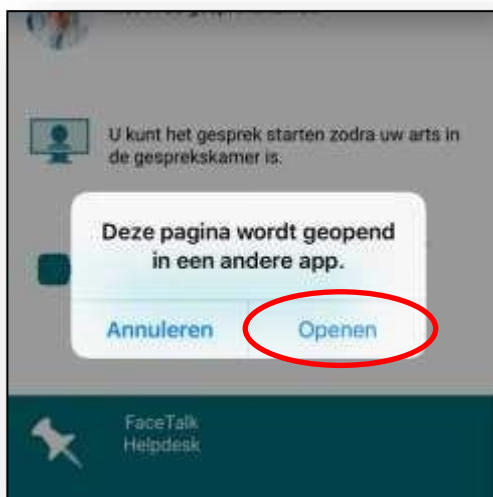 U kunt het gesprek starten zodra uw arts in
de gesprekskamer is.
Deze pagina wordt geopend
in een andere app.
Annuleren
Openen
FaceTalk
Helpdesk